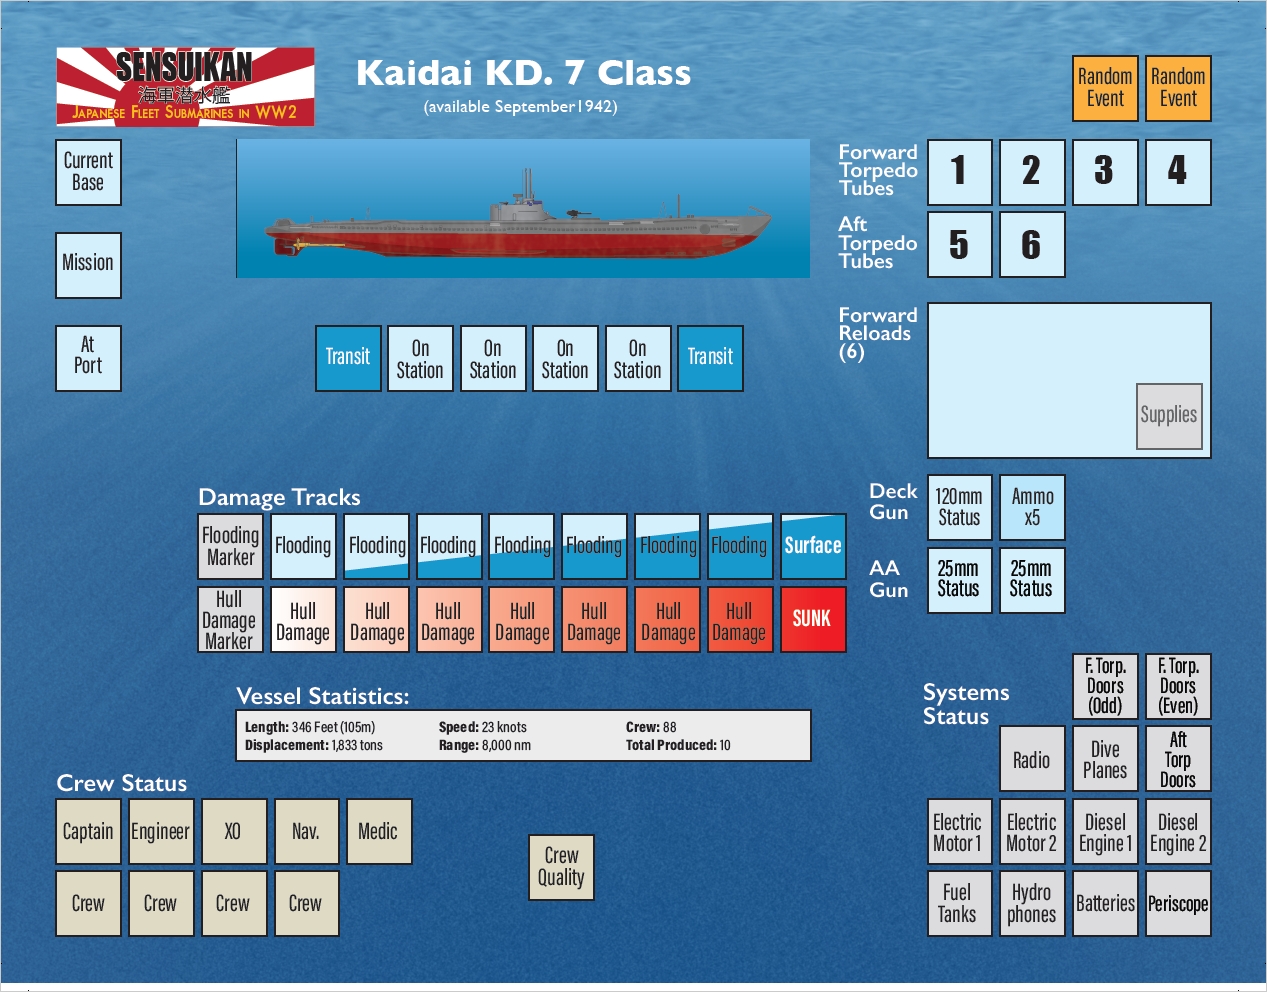 SENSUIKAN
海軍潜水艦
Japanese Fleet Submarines in WW2
Kaidai KD. 7 Class
(available September1942)
Random
Event
Random
Event
Current
Base
Mission
At
Port
Forward
Torpedo
Tubes
1
2
3
4
Aft
Torpedo
Tubes
5
6
Transit
On
Station
On
Station
On
Station
On
Station
Transit
Forward
Reloads
(6)
Supplies
Deck
Gun
120mm
Status
Ammo
x5
AA
Gun
25mm
Status
25mm
Status
Damage Tracks
Flooding
Marker
Flooding
Flooding
Flooding
Flooding
Flooding
Flooding
Flooding
Surface
Hull
Damage
Marker
Hull
Damage
Hull
Damage
Hull
Damage
Hull
Damage
Hull
Damage
Hull
Damage
Hull
Damage
SUNK
Vessel Statistics:
Length: 346 Feet (105m)
Speed: 23 knots
Crew: 88
Displacement: 1,833 tons
Range: 8,000 nm
Total Produced: 10
Systems
Status
F. Torp.
Doors
(Odd)
F. Torp.
Doors
(Even)
Radio
Dive
Planes
Aft
Torp
Doors
Electric
Motor 1
Electric
Motor 2
Diesel
Engine 1
Diesel
Engine 2
Fuel
Tanks
Hydro
phones
Batteries
Periscope
Crew Status
Captain
Engineer
XO
Nav.
Medic
Crew
Crew
Crew
Crew
Crew
Quality